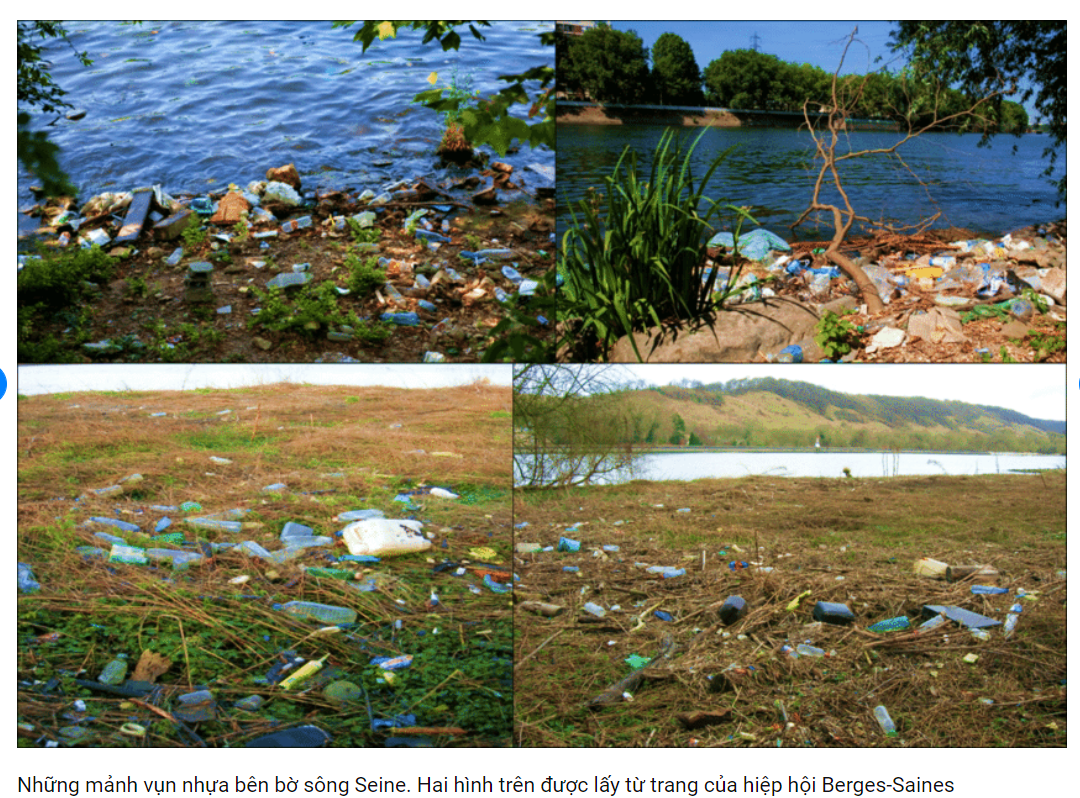 Những mảnh vụn nhựa bên bờ sông Seine. Hai hình trên được lấy từ trang của hiệp hội Berges-Saines